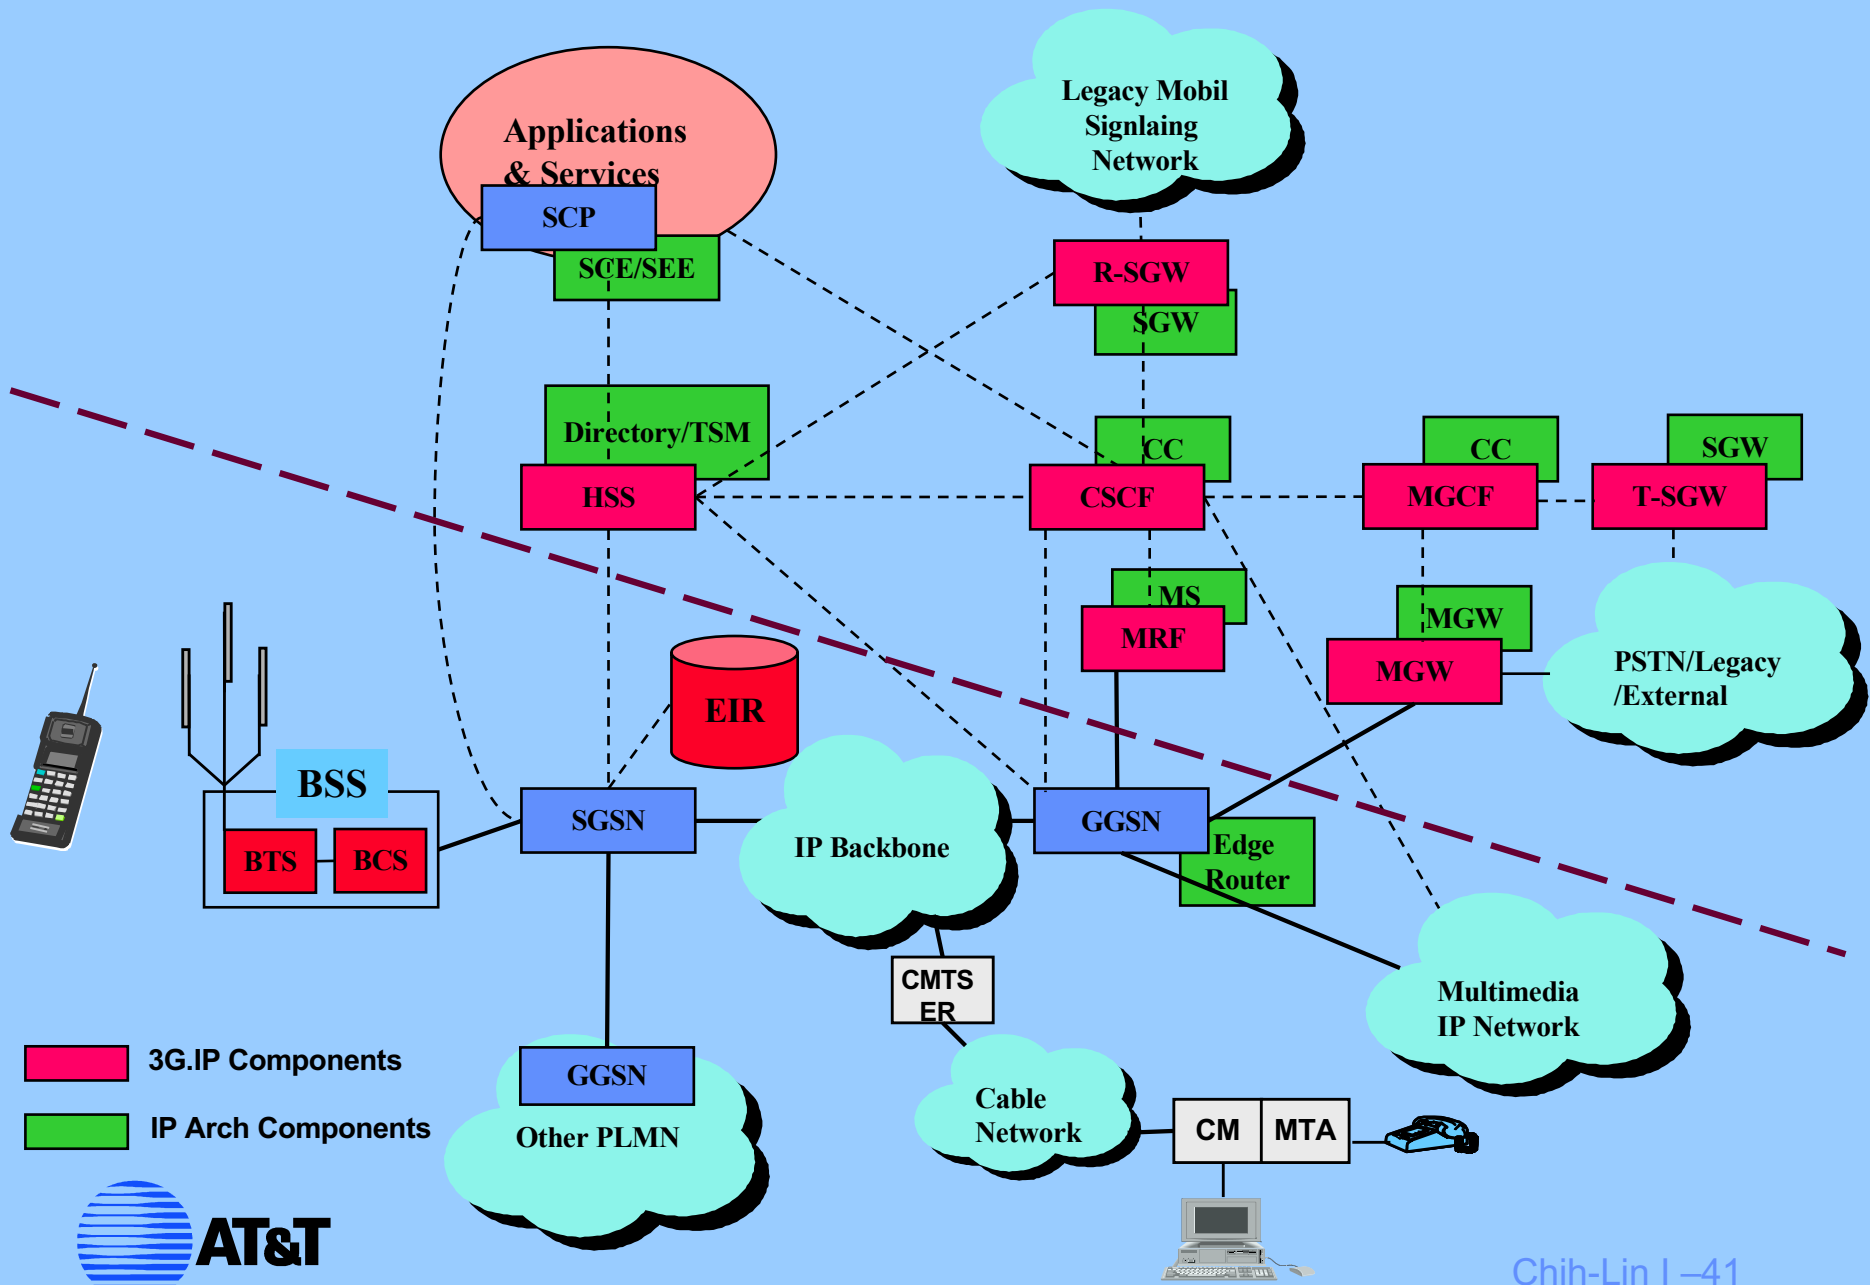 Applications
& Services
SCP
SCE/SEE
Legacy Mobil
Signlaing
Network
R-SGW
SGW
Directory/TSM
HSS
CC
CSCF
CC
MGCF
SGW
T-SGW
MS
MRF
MGW
MGW
PSTN/Legacy
/External
EIR
BSS
BTS
BCS
SGSN
IP Backbone
GGSN
Edge
Router
CMTS
ER
Multimedia
IP Network
3G.IP Components
IP Arch Components
GGSN
Other PLMN
Cable
Network
CM
MTA
AT&T
Chih-Lin I –41